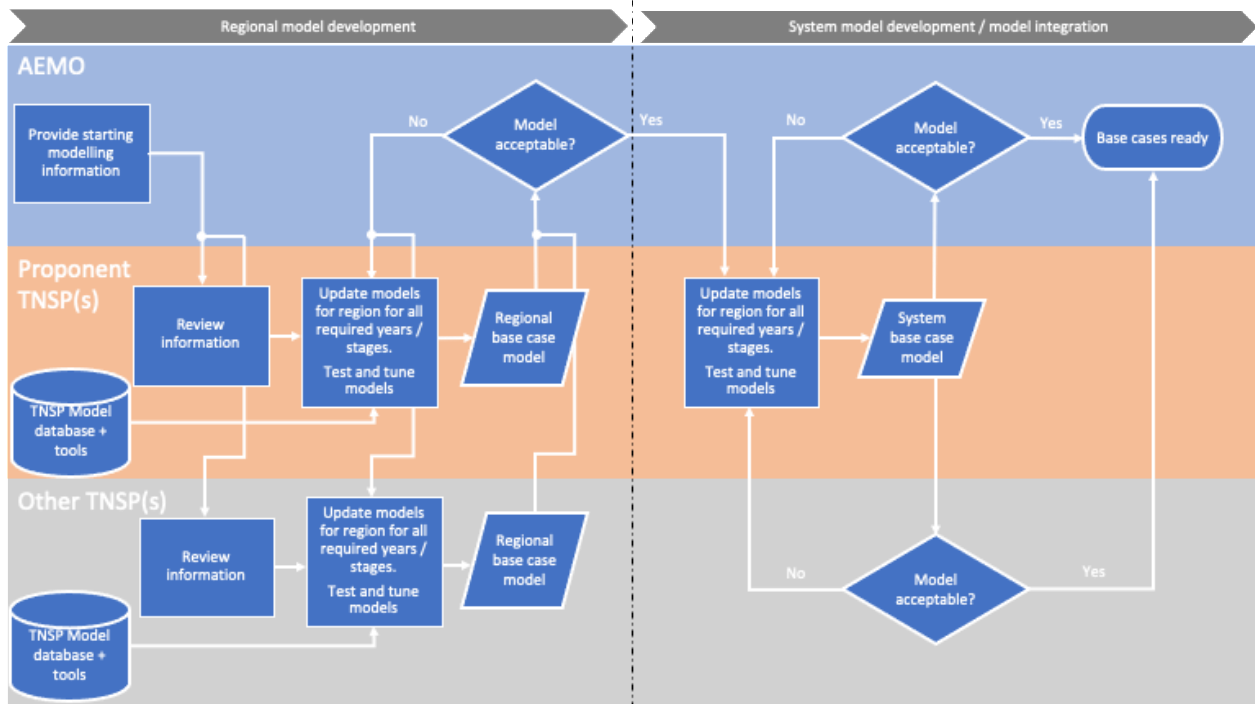 Regional model development
System model development / model integration
AEMO
Provide starting
modelling
information
No
Model
acceptable?
Yes
No
Model
acceptable?
Yes
Base cases ready
Proponent
TNSP(s)
Review
information
Update models
for region for all
required years /
stages.
Test and tune
models
Regional
base case
model
Update models
for region for all
required years /
stages.
Test and tune
models
System
base case
model
TNSP Model
database +
tools
Other TNSP(s)
Review
information
Update models
for region for all
required years /
stages.
Test and tune
models
Regional
base case
model
No
Model
acceptable?
Yes
TNSP Model
database +
tools